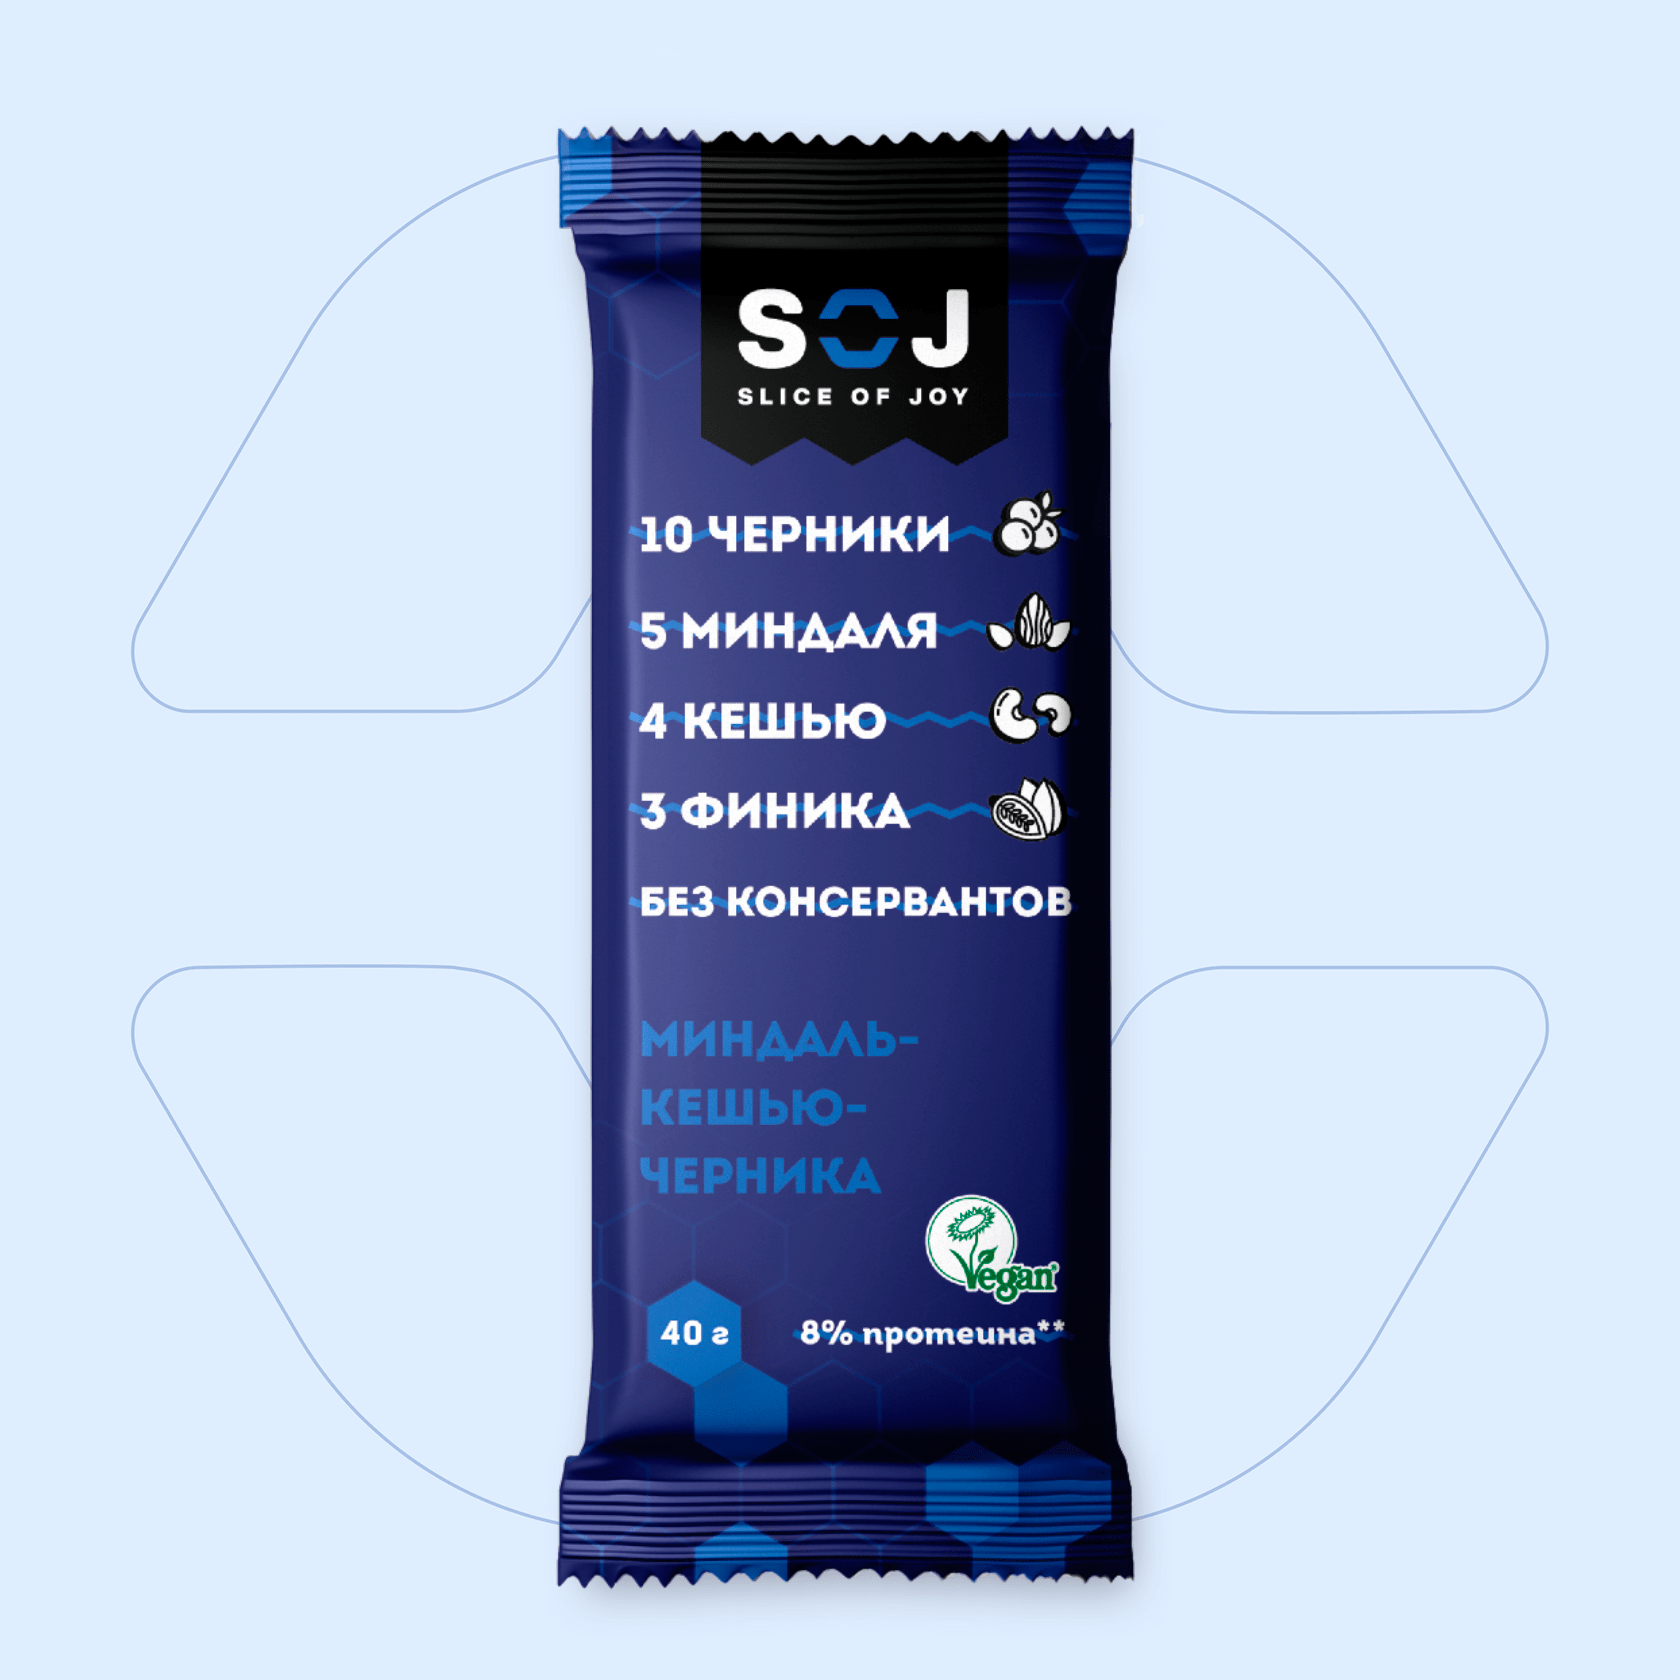 SOJ
SLICE OF JOY
10 ЧЕРНИКИ
5 МИНДАЛЯ
4 КЕШЬЮ
3 ФИНИКА
БЕЗ КОНСЕРВАНТОВ
МИНДАЛЬ-
КЕШЬЮ-
ЧЕРНИКА
Vegan
40 г
8% протеина**